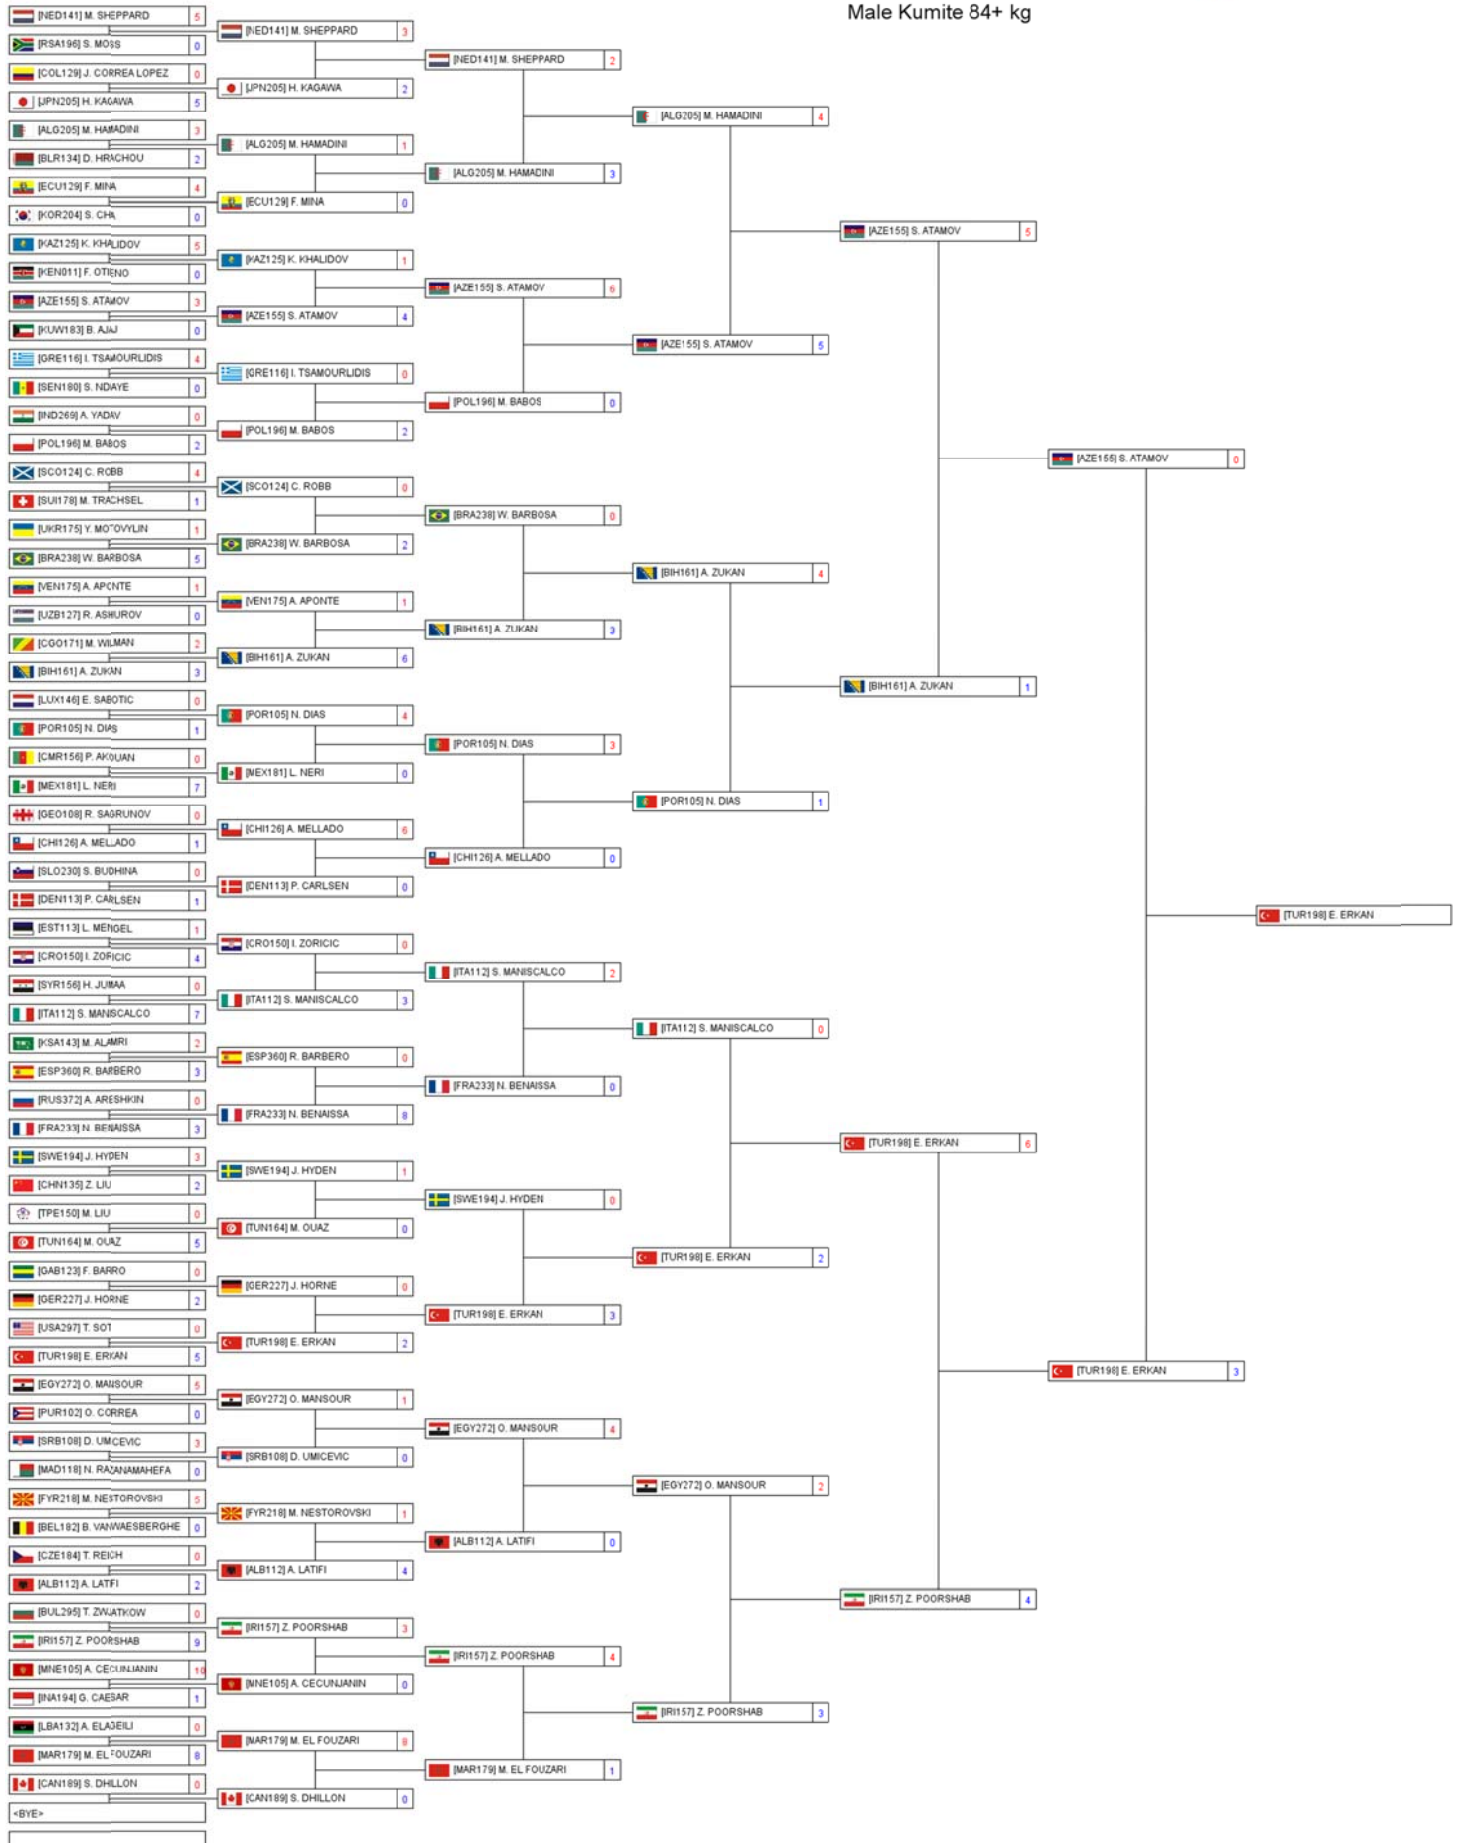 Male Kumite 84+ kg
[NED141] M. SHEPPARD 5
[RSA196] S. MOSS 0
[COL129] J. CORREA LOPEZ 0
[JPN205] H. KAGAWA 5
[ALG205] M. HAMADINI 3
[BLR134] D. HRACHOU 2
[ECU129] F. MINA 4
[KOR204] S. CHA 0
[KAZ125] K. KHALIDOV 5
[KEN011] F. OTIENO 0
[AZE155] S. ATAMOV 3
[KUW183] B. AJAJ 0
[GRE116] I. TSAMOURLIDIS 4
[SEN180] S. NDAYE 0
[IND269] A. YADAV 0
[POL196] M. BABOS 2
[SCO124] C. ROBB 4
[SUI178] M. TRACHSEL 1
[UKR175] Y. MOTOVYLIN 1
[BRA238] W. BARBOSA 5
[VEN175] A. APONTE 1
[UZB127] R. ASHUROV 0
[CGO171] M. WILMAN 2
[BIH161] A. ZUKAN 3
[LUX146] E. SABOTIC 0
[POR105] N. DIAS 1
[CMR156] P. AKOUAN 0
[MEX181] L. NERI 7
[GEO108] R. SAGRUNOV 0
[CHI126] A. MELLADO 1
[SLO230] S. BUDHINA 0
[DEN113] P. CARLSEN 1
[EST113] L. MENGEL 1
[CRO150] I. ZORICIC 4
[SYR156] H. JUMAA 0
[ITA112] S. MANISCALCO 7
[KSA143] M. ALAMRI 2
[ESP360] R. BARBERO 3
[RUS372] A. ARESHKIN 0
[FRA233] N. BENAISSA 3
[SWE194] J. HYDEN 3
[CHN135] Z. LIU 2
[TPE150] M. LIU 0
[TUN164] M. OUAZ 5
[GAB123] F. BARRO 0
[GER227] J. HORNE 2
[USA297] T. SOT 0
[TUR198] E. ERKAN 5
[EGY272] O. MANSOUR 5
[PUR102] O. CORREA 0
[SRB108] D. UMICEVIC 3
[MAD118] N. RAZANAMAHEFA 0
[FYR218] M. NESTOROVSKI 5
[BEL182] B. VANWAESBERGHE 0
[CZE184] T. REICH 0
[ALB112] A. LATIFI 2
[BUL295] T. ZWJATKOW 0
[IRI157] Z. POORSHAB 9
[MNE105] A. CECUNJANIN 10
[INA194] G. CAESAR 1
[LBA132] A. ELAGEILI 0
[MAR179] M. EL FOUZARI 8
[CAN189] S. DHILLON 0
<BYE>
[NED141] M. SHEPPARD 3
[JPN205] H. KAGAWA 2
[ALG205] M. HAMADINI 1
[ECU129] F. MINA 0
[KAZ125] K. KHALIDOV 1
[AZE155] S. ATAMOV 4
[GRE116] I. TSAMOURLIDIS 0
[POL196] M. BABOS 2
[SCO124] C. ROBB 0
[BRA238] W. BARBOSA 2
[VEN175] A. APONTE 1
[BIH161] A. ZUKAN 6
[POR105] N. DIAS 4
[MEX181] L. NERI 0
[CHI126] A. MELLADO 6
[DEN113] P. CARLSEN 0
[CRO150] I. ZORICIC 0
[ITA112] S. MANISCALCO 3
[ESP360] R. BARBERO 0
[FRA233] N. BENAISSA 8
[SWE194] J. HYDEN 1
[TUN164] M. OUAZ 0
[GER227] J. HORNE 0
[TUR198] E. ERKAN 2
[EGY272] O. MANSOUR 1
[SRB108] D. UMICEVIC 0
[FYR218] M. NESTOROVSKI 1
[ALB112] A. LATIFI 4
[IRI157] Z. POORSHAB 3
[MNE105] A. CECUNJANIN 0
[MAR179] M. EL FOUZARI 8
[CAN189] S. DHILLON 0
[NED141] M. SHEPPARD 2
[ALG205] M. HAMADINI 3
[AZE155] S. ATAMOV 6
[POL196] M. BABOS 0
[BRA238] W. BARBOSA 0
[BIH161] A. ZUKAN 3
[POR105] N. DIAS 3
[CHI126] A. MELLADO 0
[ITA112] S. MANISCALCO 2
[FRA233] N. BENAISSA 0
[SWE194] J. HYDEN 0
[TUR198] E. ERKAN 3
[EGY272] O. MANSOUR 4
[ALB112] A. LATIFI 0
[IRI157] Z. POORSHAB 4
[MAR179] M. EL FOUZARI 1
[ALG205] M. HAMADINI 4
[AZE155] S. ATAMOV 5
[BIH161] A. ZUKAN 4
[POR105] N. DIAS 1
[ITA112] S. MANISCALCO 0
[TUR198] E. ERKAN 2
[EGY272] O. MANSOUR 2
[IRI157] Z. POORSHAB 3
[AZE155] S. ATAMOV 5
[BIH161] A. ZUKAN 1
[TUR198] E. ERKAN 6
[IRI157] Z. POORSHAB 4
[AZE155] S. ATAMOV 0
[TUR198] E. ERKAN 3
[TUR198] E. ERKAN